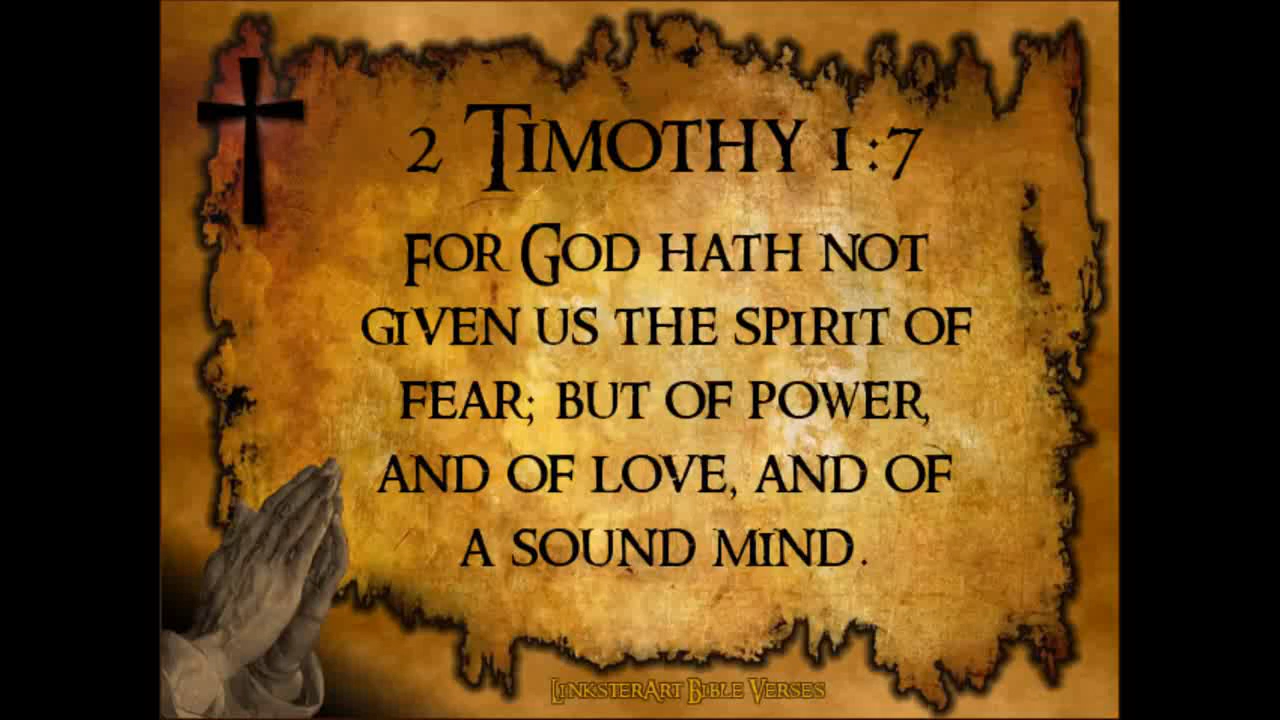 2 Timothy 1:7
For God hath not
given us the spirit of
fear; but of power,
and of love, and of
a sound mind.
LinksterArt Bible Verses